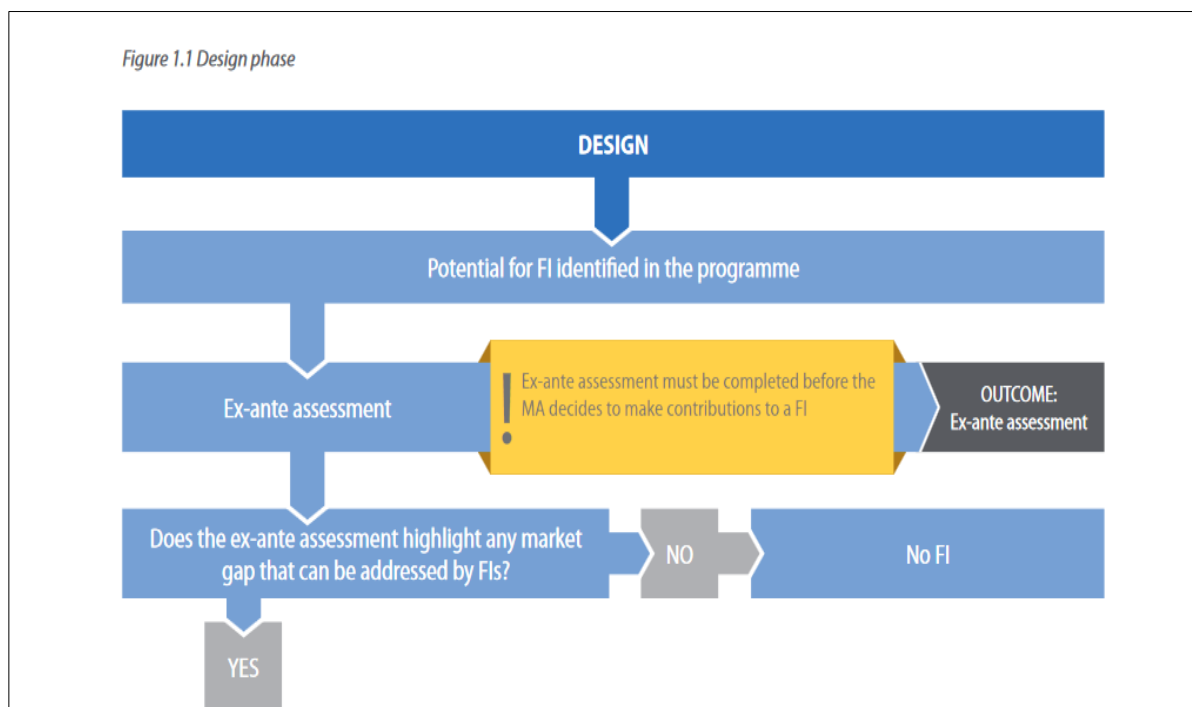 Figure 1.1 Design phase
DESIGN
Potential for FI identified in the programme
Ex-ante assessment
!
Ex-ante assessment must be completed before the
MA decides to make contributions to a FI
OUTCOME:
Ex-ante assessment
Does the ex-ante assessment highlight any market
gap that can be addressed by FIs?
NO
No FI
YES